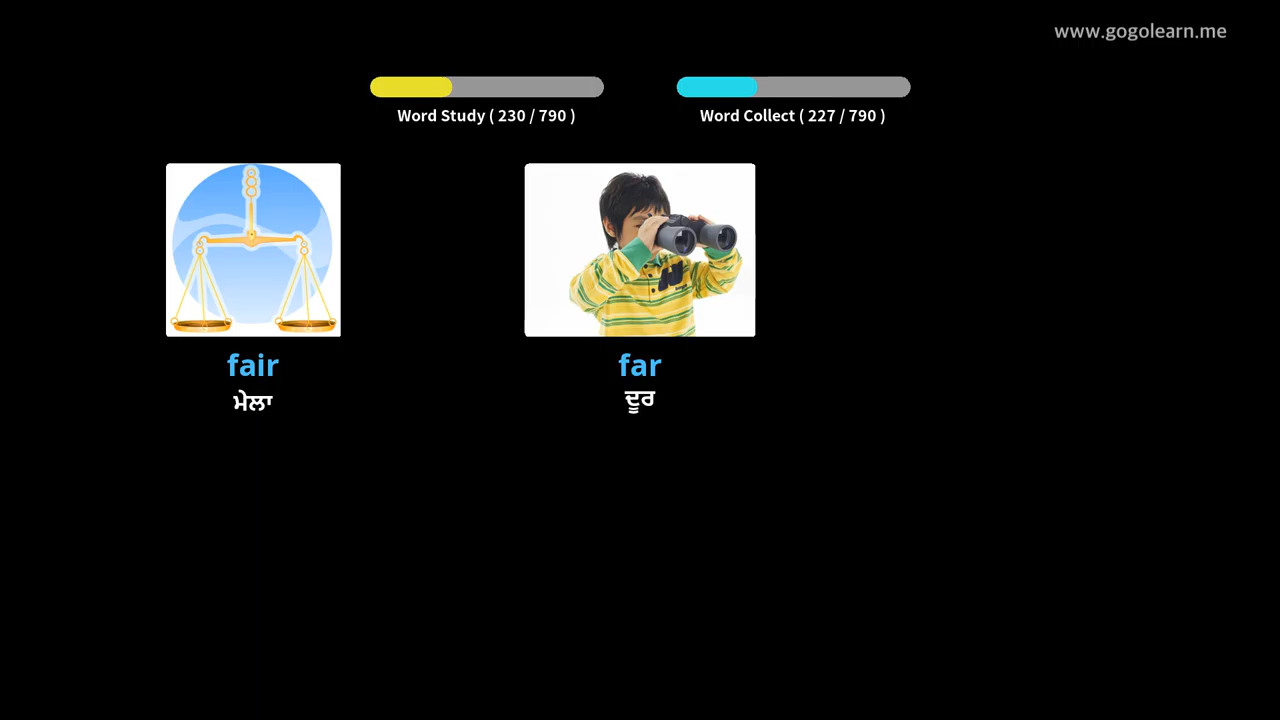 www.gogolearn.me
Word Study ( 230 / 790 )
Word Collect ( 227 / 790 )
fair
ਮੇਲਾ
far
ਦੂਰ